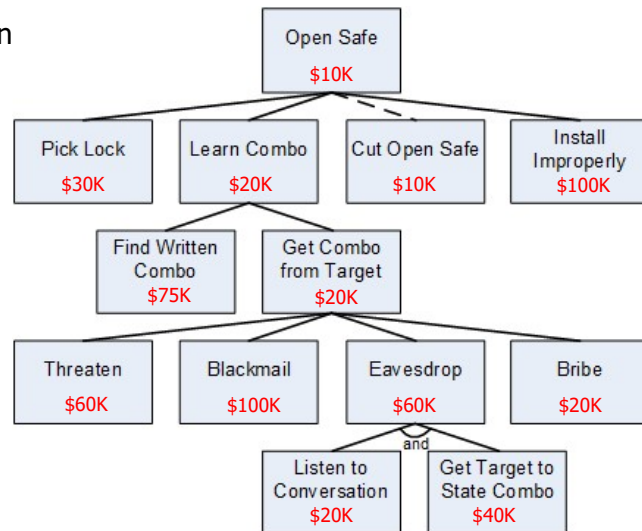 n
Open Safe
$10K
Pick Lock
$30K
Learn Combo
$20K
Cut Open Safe
$10K
Install
Improperly
$100K
Find Written
Combo
$75K
Get Combo
from Target
$20K
Threaten
$60K
Blackmail
$100K
Eavesdrop
$60K
Bribe
$20K
and
Listen to
Conversation
$20K
Get Target to
State Combo
$40K